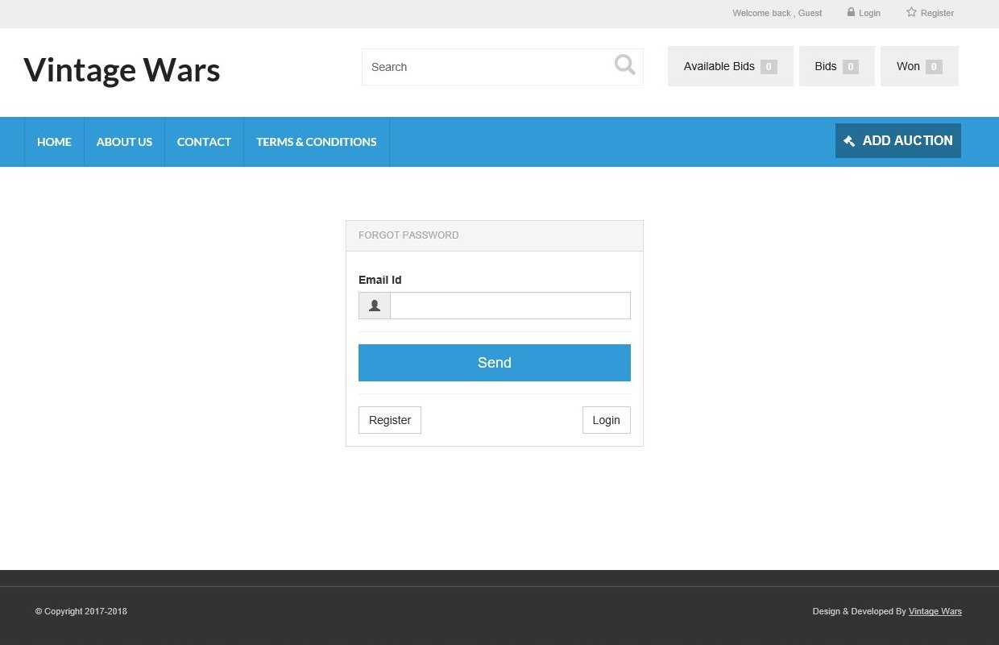 Welcome back , Guest Login Register
Vintage Wars
Search
Available Bids 0 Bids 0 Won 0
HOME ABOUT US CONTACT TERMS & CONDITIONS ADD AUCTION
FORGOT PASSWORD
Email Id
Send
Register Login
© Copyright 2017-2018 Design & Developed By Vintage Wars